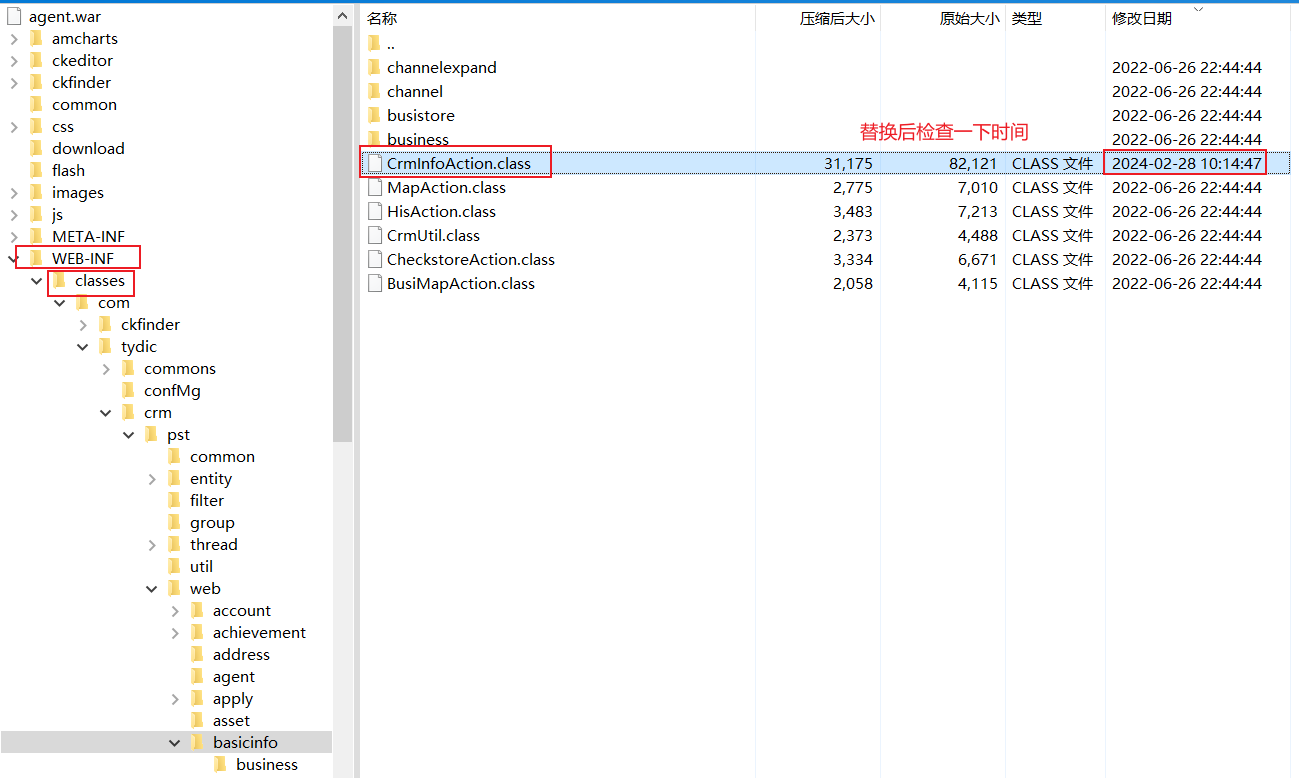 agent.war
amcharts
ckeditor
ckfinder
common
css
download
flash
images
js
META-INF
WEB-INF
classes
com
ckfinder
tydic
commons
confMg
crm
pst
common
entity
filter
group
thread
util
web
account
achievement
address
agent
apply
asset
basicinfo
business
名称 压缩后大小 原始大小 类型 修改日期
..
channelexpand 2022-06-26 22:44:44
channel 2022-06-26 22:44:44
busistore 2022-06-26 22:44:44
替换后检查一下时间
business 2022-06-26 22:44:44
CrmInfoAction.class 31,175 82,121 CLASS 文件 2024-02-28 10:14:47
MapAction.class 2,775 7,010 CLASS 文件 2022-06-26 22:44:44
HisAction.class 3,483 7,213 CLASS 文件 2022-06-26 22:44:44
CrmUtil.class 2,373 4,488 CLASS 文件 2022-06-26 22:44:44
CheckstoreAction.class 3,334 6,671 CLASS 文件 2022-06-26 22:44:44
BusiMapAction.class 2,058 4,115 CLASS 文件 2022-06-26 22:44:44